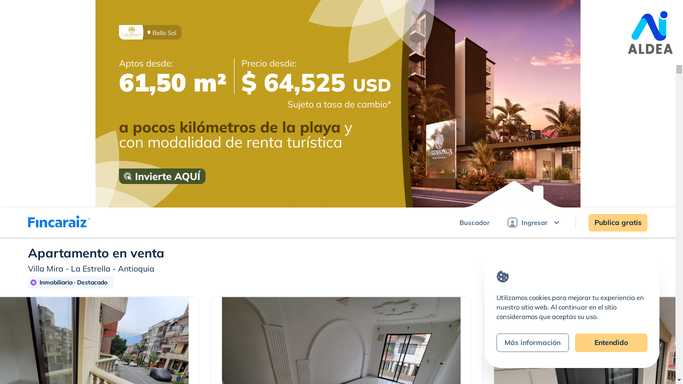 Bello Sol
ALDEA
Aptos desde:
61,50 m²
Precio desde:
$ 64,525 USD
Sujeto a tasa de cambio*
a pocos kilómetros de la playa y
con modalidad de renta turística
Invierte AQUÍ
Fincaraiz
Buscador
Ingresar
Publica gratis
Apartamento en venta
Villa Mira - La Estrella - Antioquia
Inmobiliaria · Destacado
Utilizamos cookies para mejorar tu experiencia en
nuestro sitio web. Al continuar en el sitio
consideramos que aceptas su uso.
Más información
Entendido